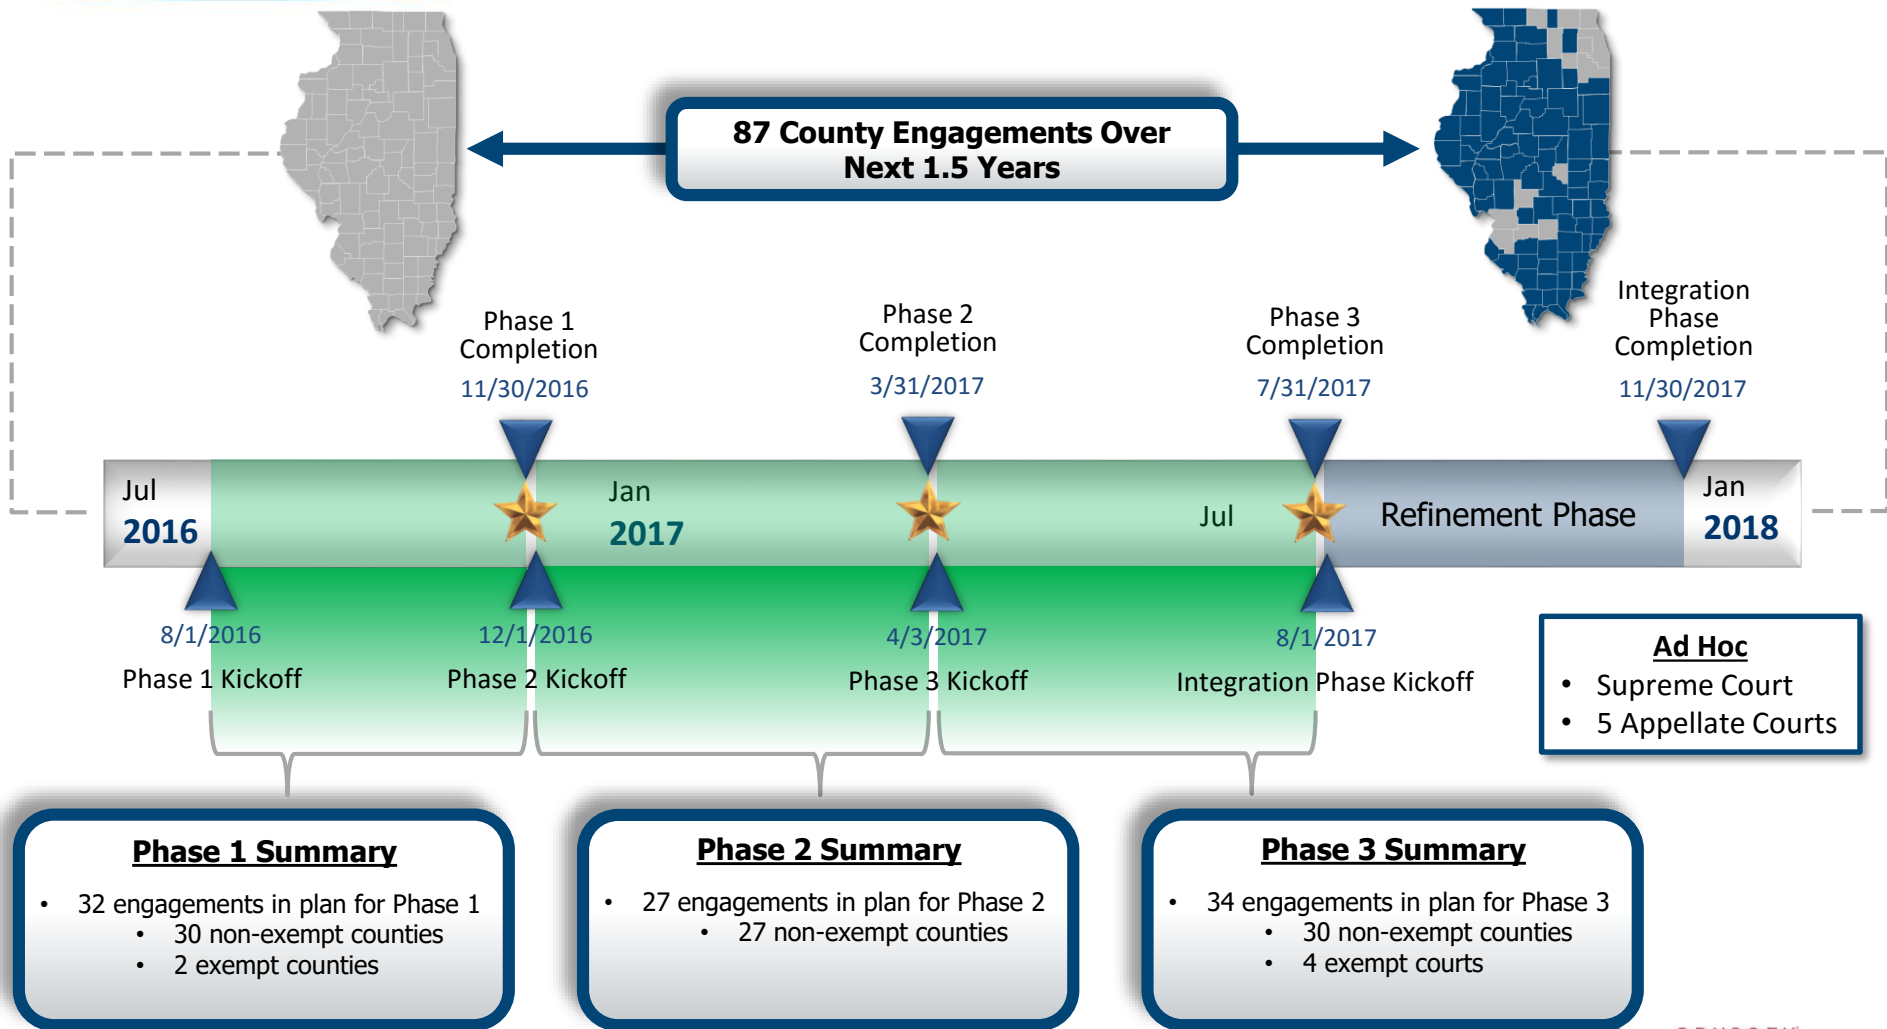 87 County Engagements Over
Next 1.5 Years
Phase 1
Completion
11/30/2016
Phase 2
Completion
3/31/2017
Phase 3
Completion
7/31/2017
Integration
Phase
Completion
11/30/2017
Jul
2016
Jan
2017
Jul
Refinement Phase
Jan
2018
8/1/2016
Phase 1 Kickoff
12/1/2016
Phase 2 Kickoff
4/3/2017
Phase 3 Kickoff
8/1/2017
Integration Phase Kickoff
Ad Hoc
• Supreme Court
• 5 Appellate Courts
Phase 1 Summary
• 32 engagements in plan for Phase 1
• 30 non-exempt counties
• 2 exempt counties
Phase 2 Summary
• 27 engagements in plan for Phase 2
• 27 non-exempt counties
Phase 3 Summary
• 34 engagements in plan for Phase 3
• 30 non-exempt counties
• 4 exempt courts